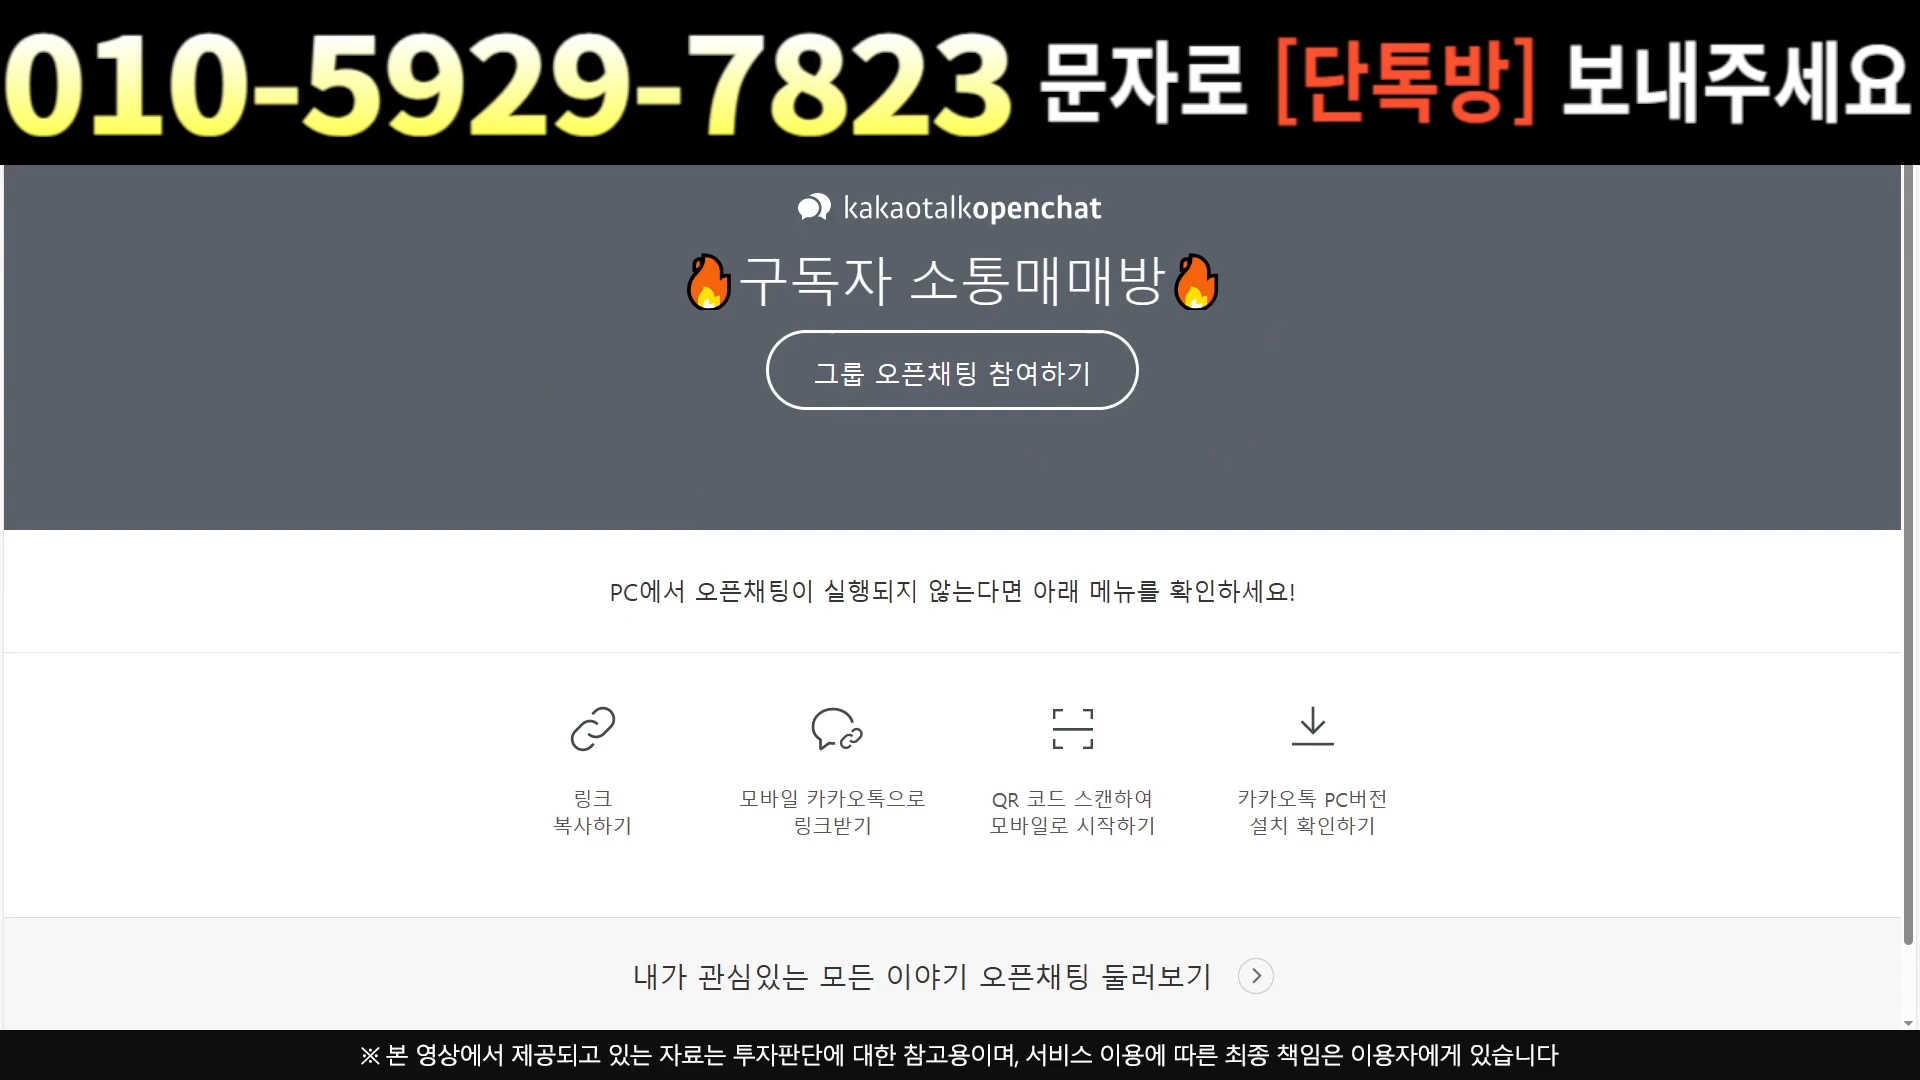 010-5929-7823 문자로 [단톡방] 보내주세요
kakaotalkopenchat
🔥구독자 소통매매방🔥
그룹 오픈채팅 참여하기
PC에서 오픈채팅이 실행되지 않는다면 아래 메뉴를 확인하세요!
링크
복사하기
모바일 카카오톡으로
링크받기
QR 코드 스캔하여
모바일로 시작하기
카카오톡 PC버전
설치 확인하기
내가 관심있는 모든 이야기 오픈채팅 둘러보기
※ 본 영상에서 제공되고 있는 자료는 투자판단에 대한 참고용이며, 서비스 이용에 따른 최종 책임은 이용자에게 있습니다